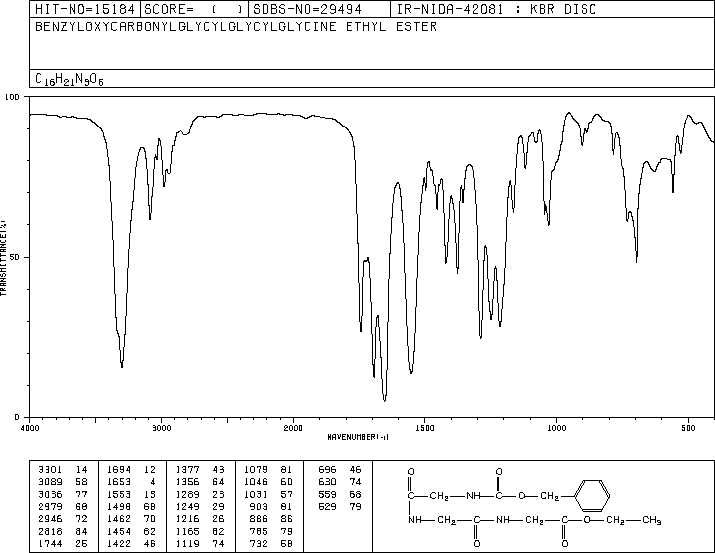 HIT-NO=15184 SCORE= ( ) SDBS-NO=29494 IR-NIDA-42081 : KBR DISC
BENZYLOXYCARBONYLGLYCYLGLYCYLGLYCINE ETHYL ESTER
C16H21N3O6
100
50
0
TRANSMITTANCE(%)
4000 3000 2000 1500 1000 500
WAVENUMBER(-1)
3301 14 1694 12 1377 43 1079 81 696 46
3089 58 1653 4 1356 64 1046 60 630 74
3036 77 1553 13 1289 23 1031 57 559 68
2979 68 1498 68 1249 29 903 81 529 79
2946 72 1462 70 1216 26 886 86
2818 84 1454 62 1165 62 785 79
1744 25 1422 46 1119 74 732 58
O O
C-CH2-NH-C-O-CH2
NH-CH2-C-NH-CH2-C-O-CH2-CH3
O O